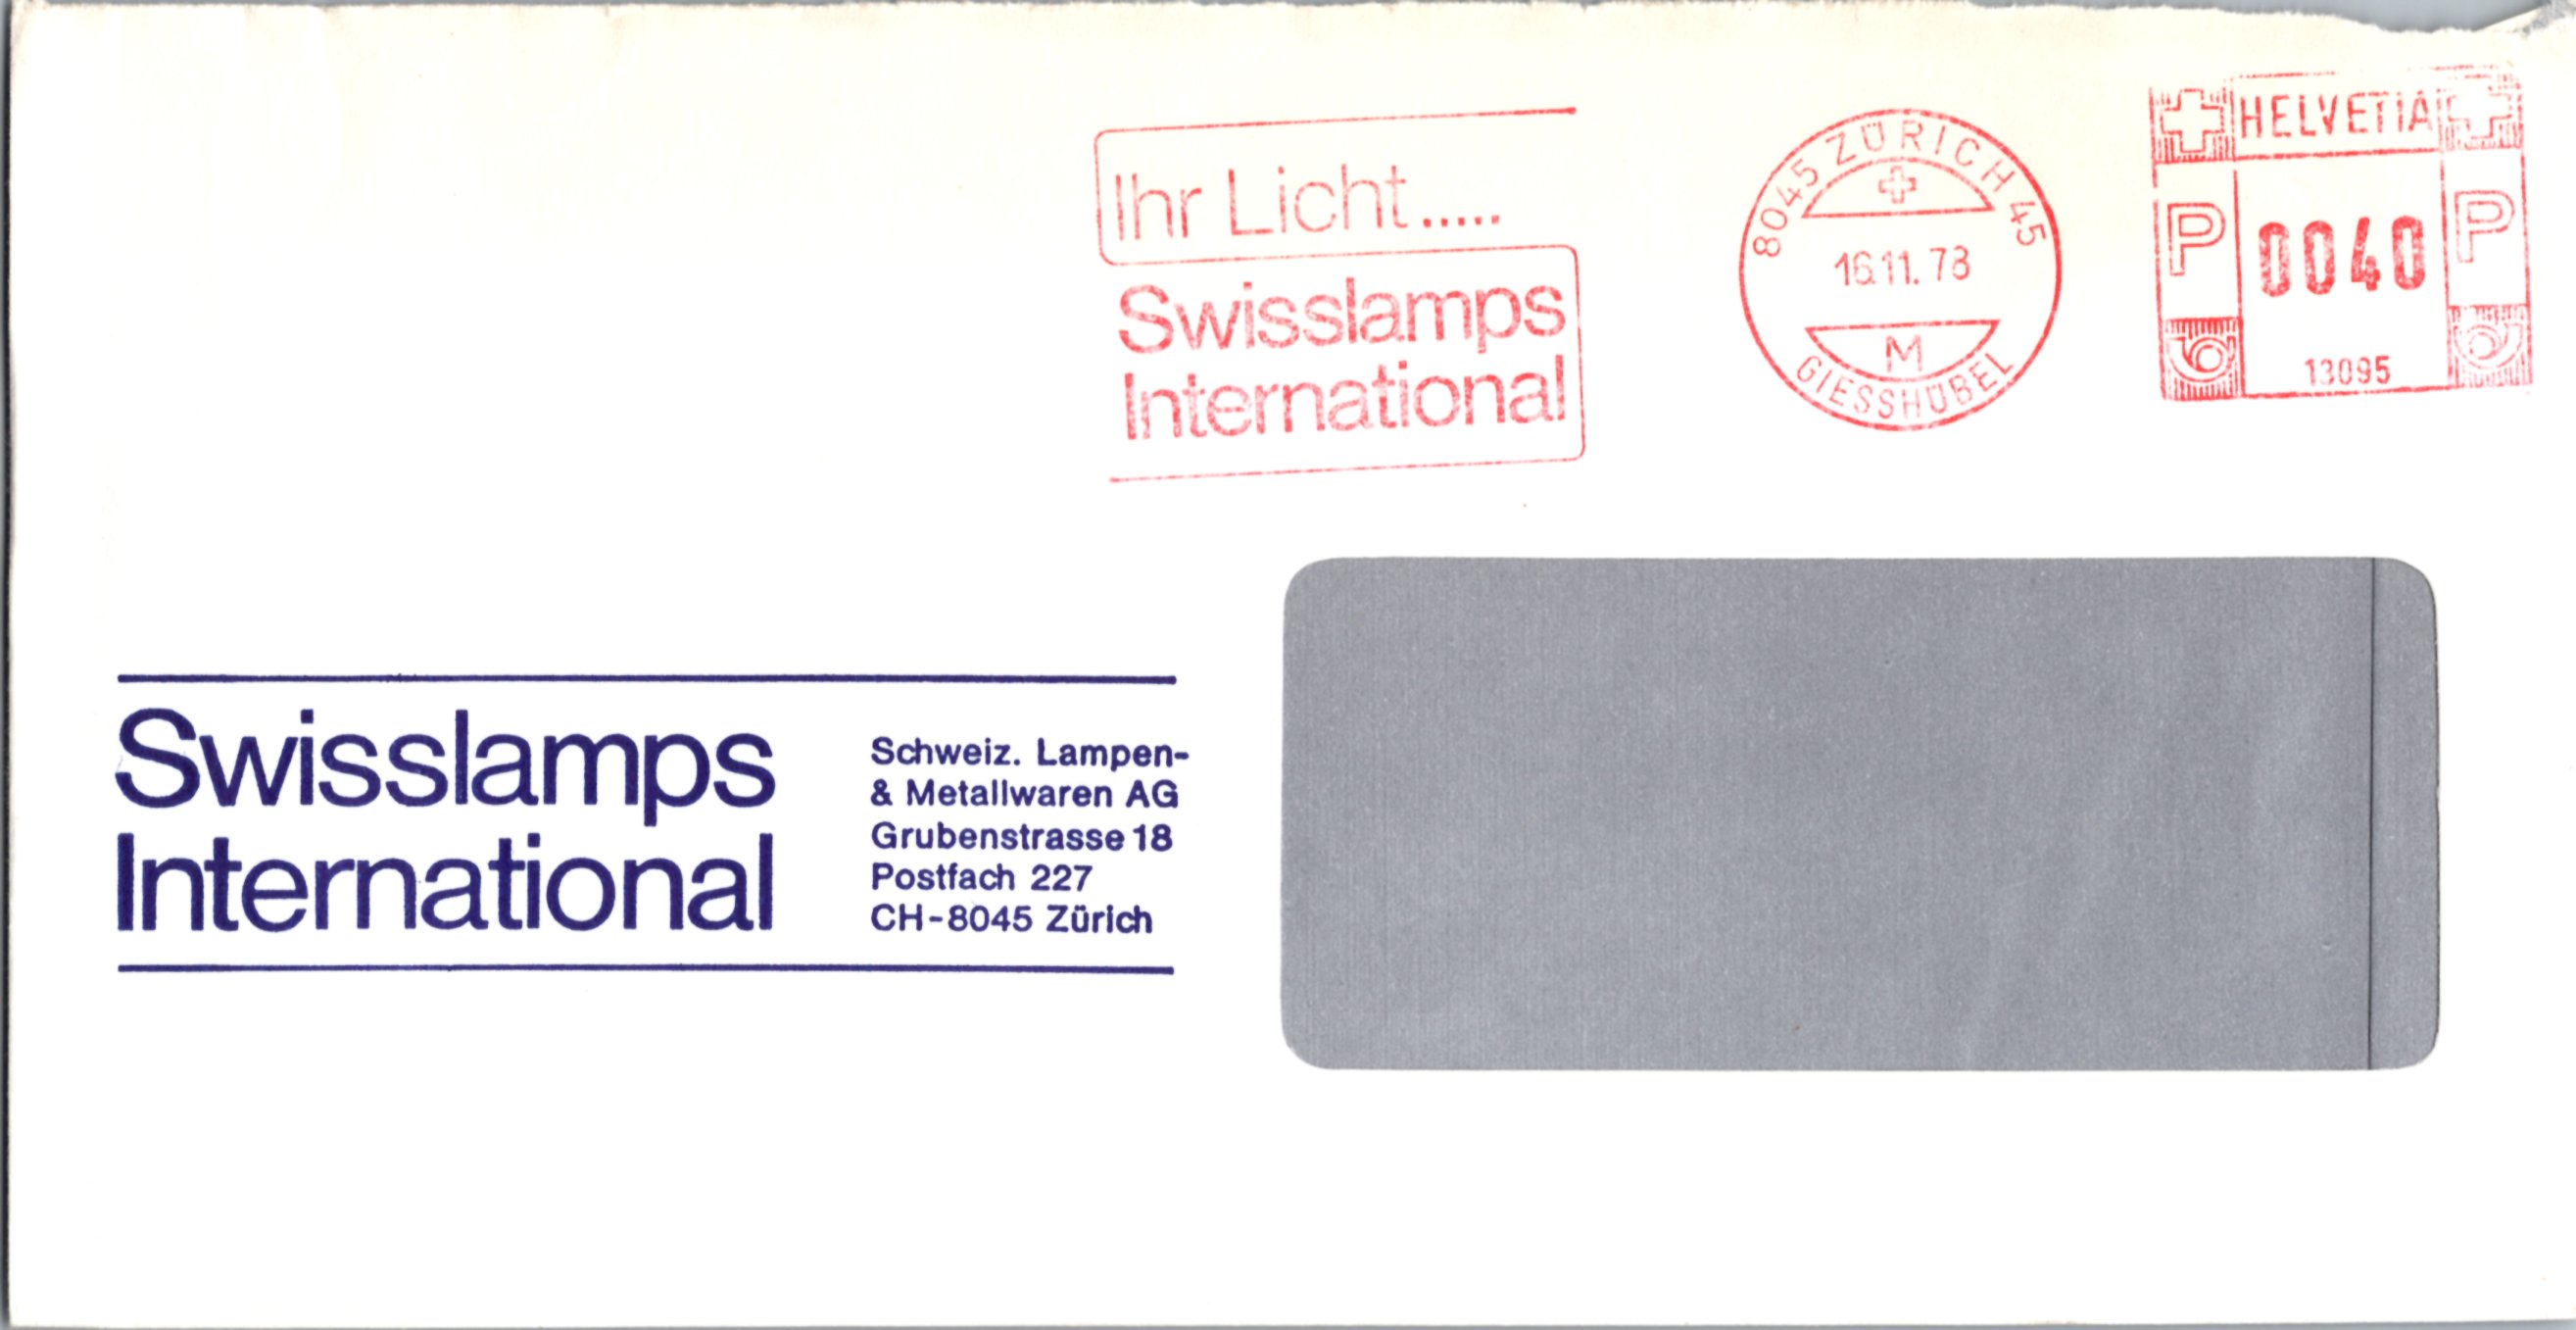 Ihr Licht.....
Swisslamps
International
8045 ZÜRICH 45
16.11.78
M
GIESSHÜBEL
HELVETIA
P 0040 P
13095
Swisslamps
International
Schweiz. Lampen-
& Metallwaren AG
Grubenstrasse 18
Postfach 227
CH-8045 Zürich